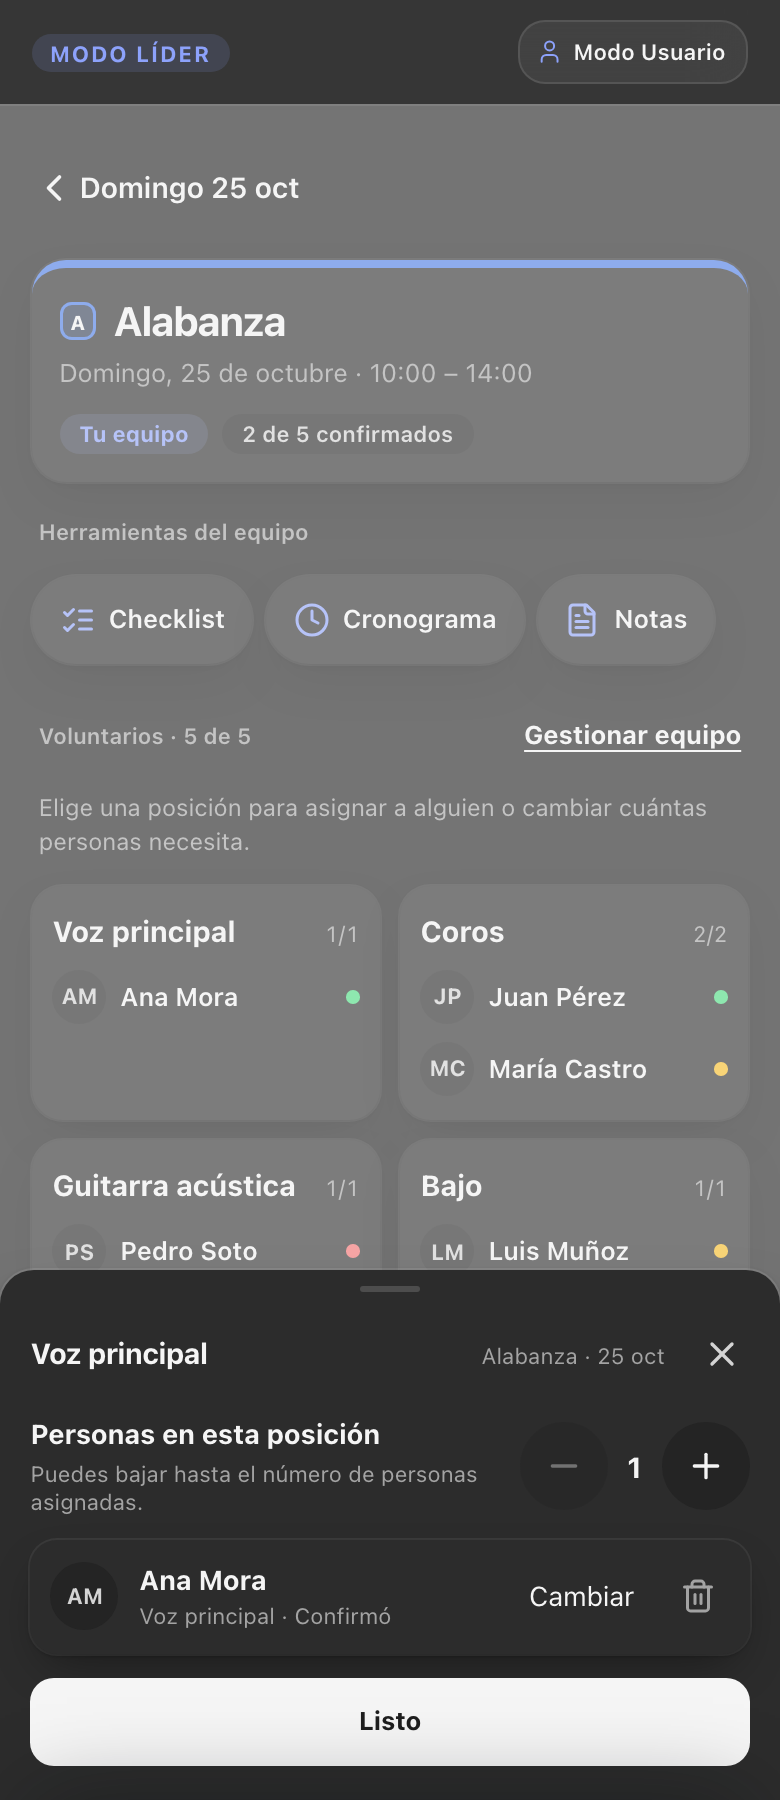 MODO LÍDER
Modo Usuario
Domingo 25 oct
A Alabanza
Domingo, 25 de octubre · 10:00 – 14:00
Tu equipo
2 de 5 confirmados
Herramientas del equipo
Checklist
Cronograma
Notas
Voluntarios · 5 de 5
Gestionar equipo
Elige una posición para asignar a alguien o cambiar cuántas
personas necesita.
Voz principal 1/1
AM Ana Mora
Coros 2/2
JP Juan Pérez
MC María Castro
Guitarra acústica 1/1
PS Pedro Soto
Bajo 1/1
LM Luis Muñoz
Voz principal
Alabanza · 25 oct
Personas en esta posición
Puedes bajar hasta el número de personas
asignadas.
1
AM
Ana Mora
Voz principal · Confirmó
Cambiar
Listo